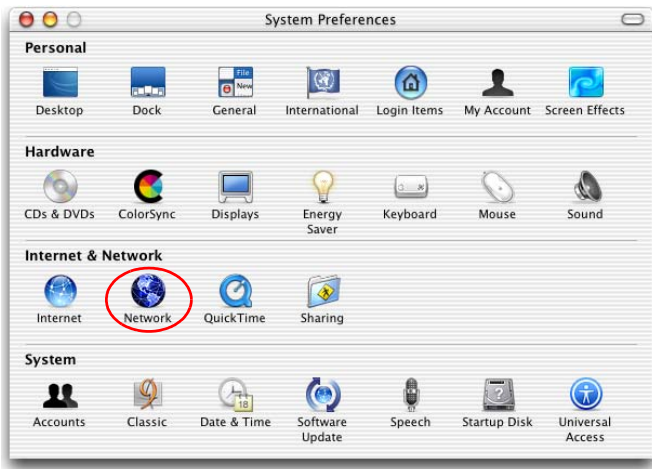 System Preferences
Personal
File
New
Desktop Dock General International Login Items My Account Screen Effects
Hardware
CDs & DVDs ColorSync Displays Energy Saver Keyboard Mouse Sound
Internet & Network
Internet Network QuickTime Sharing
System
9
18
?
Accounts Classic Date & Time Software Update Speech Startup Disk Universal Access